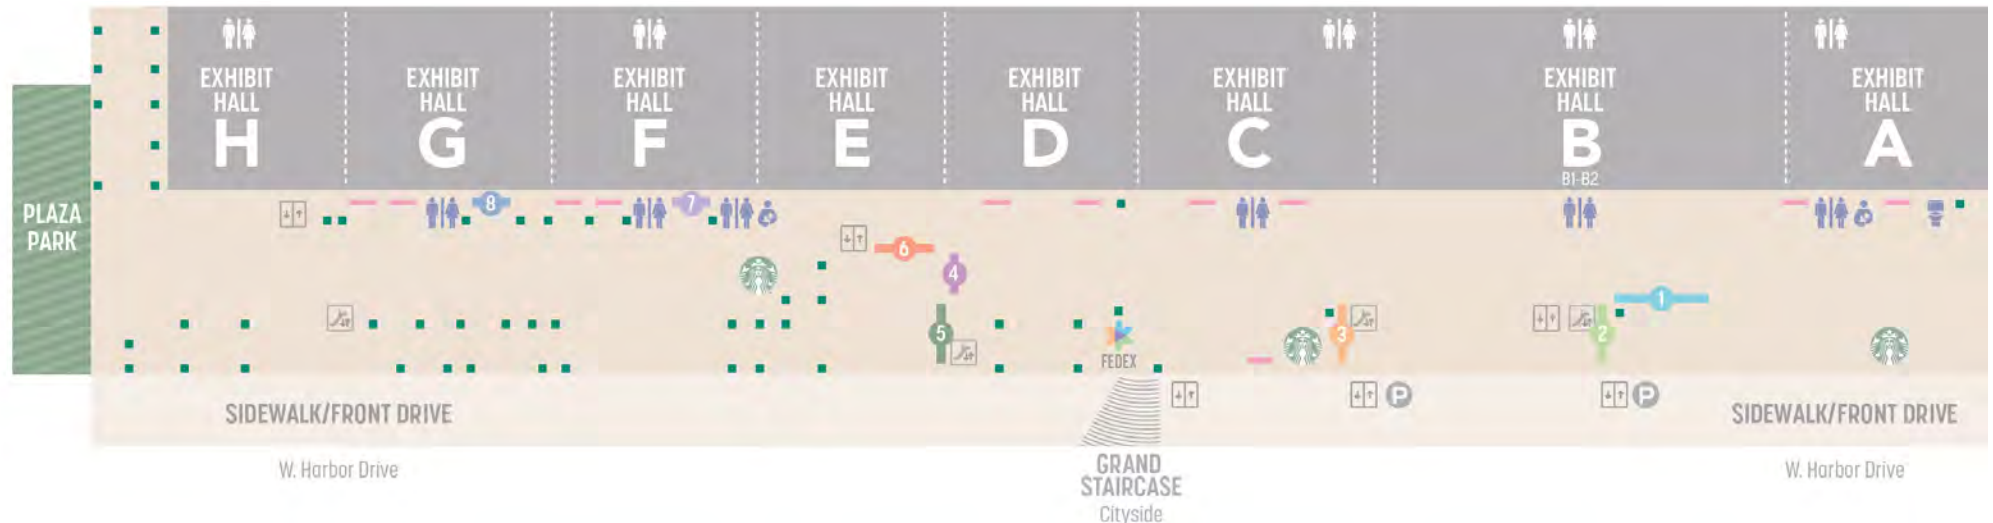 EXHIBIT
HALL
H
EXHIBIT
HALL
G
EXHIBIT
HALL
F
EXHIBIT
HALL
E
EXHIBIT
HALL
D
EXHIBIT
HALL
C
EXHIBIT
HALL
B
B1-B2
EXHIBIT
HALL
A
PLAZA
PARK
8
7
6
4
1
5
3
2
FEDEX
P
P
SIDEWALK/FRONT DRIVE
SIDEWALK/FRONT DRIVE
W. Harbor Drive
GRAND
STAIRCASE
Cityside
W. Harbor Drive